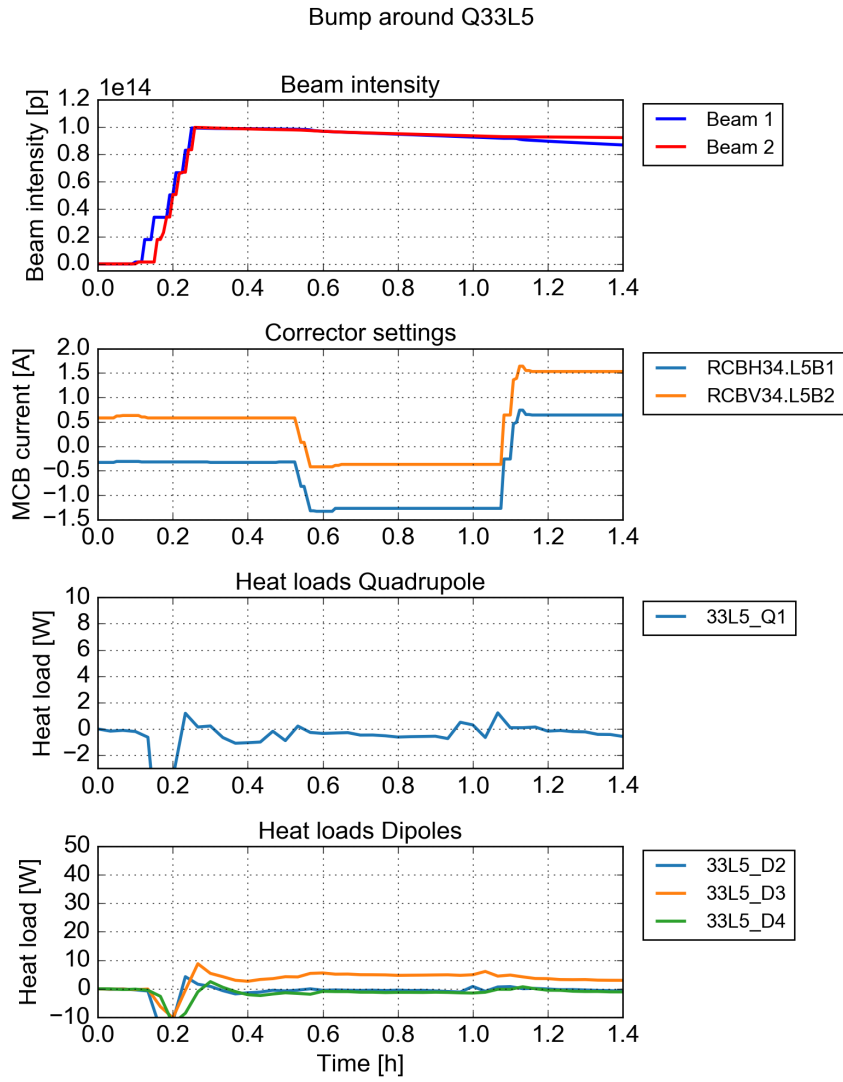 Bump around Q33L5
Beam intensity
1e14
Beam intensity [p]
1.2
1.0
0.8
0.6
0.4
0.2
0.0
0.0 0.2 0.4 0.6 0.8 1.0 1.2 1.4
Beam 1
Beam 2
Corrector settings
MCB current [A]
2.0
1.5
1.0
0.5
0.0
−0.5
−1.0
−1.5
0.0 0.2 0.4 0.6 0.8 1.0 1.2 1.4
RCBH34.L5B1
RCBV34.L5B2
Heat loads Quadrupole
Heat load [W]
10
8
6
4
2
0
−2
0.0 0.2 0.4 0.6 0.8 1.0 1.2 1.4
33L5_Q1
Heat loads Dipoles
Heat load [W]
50
40
30
20
10
0
−10
0.0 0.2 0.4 0.6 0.8 1.0 1.2 1.4
Time [h]
33L5_D2
33L5_D3
33L5_D4